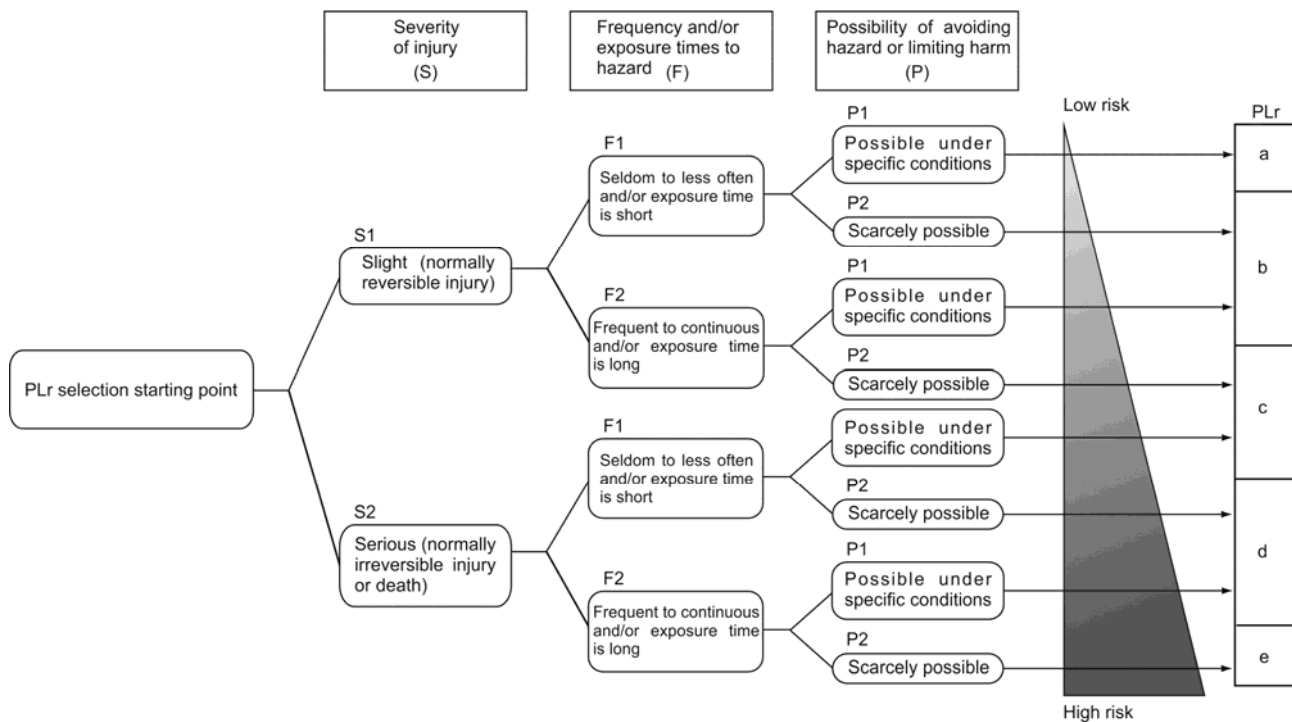 Severity
of injury
(S)
Frequency and/or
exposure times to
hazard (F)
Possibility of avoiding
hazard or limiting harm
(P)
Low risk
PLr
P1
Possible under
specific conditions
a
F1
Seldom to less often
and/or exposure time
is short
P2
Scarcely possible
S1
Slight (normally
reversible injury)
b
P1
Possible under
specific conditions
F2
Frequent to continuous
and/or exposure time
is long
P2
Scarcely possible
PLr selection starting point
c
F1
Seldom to less often
and/or exposure time
is short
Possible under
specific conditions
P2
Scarcely possible
S2
Serious (normally
irreversible injury
or death)
d
P1
Possible under
specific conditions
F2
Frequent to continuous
and/or exposure time
is long
P2
Scarcely possible
e
High risk